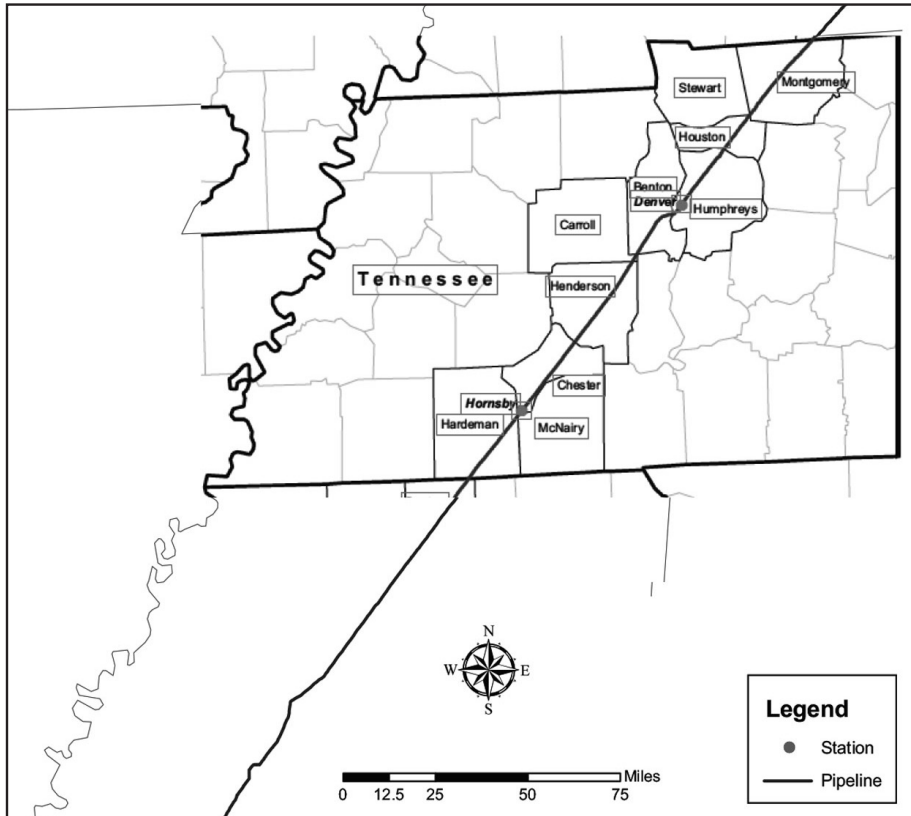 Stewart
Montgomery
Houston
Benton
Denver
Humphreys
Carroll
Tennessee
Henderson
Chester
Hornsby
Hardeman
McNairy
N
W E
S
Legend
Station
Pipeline
Miles
0 12.5 25 50 75